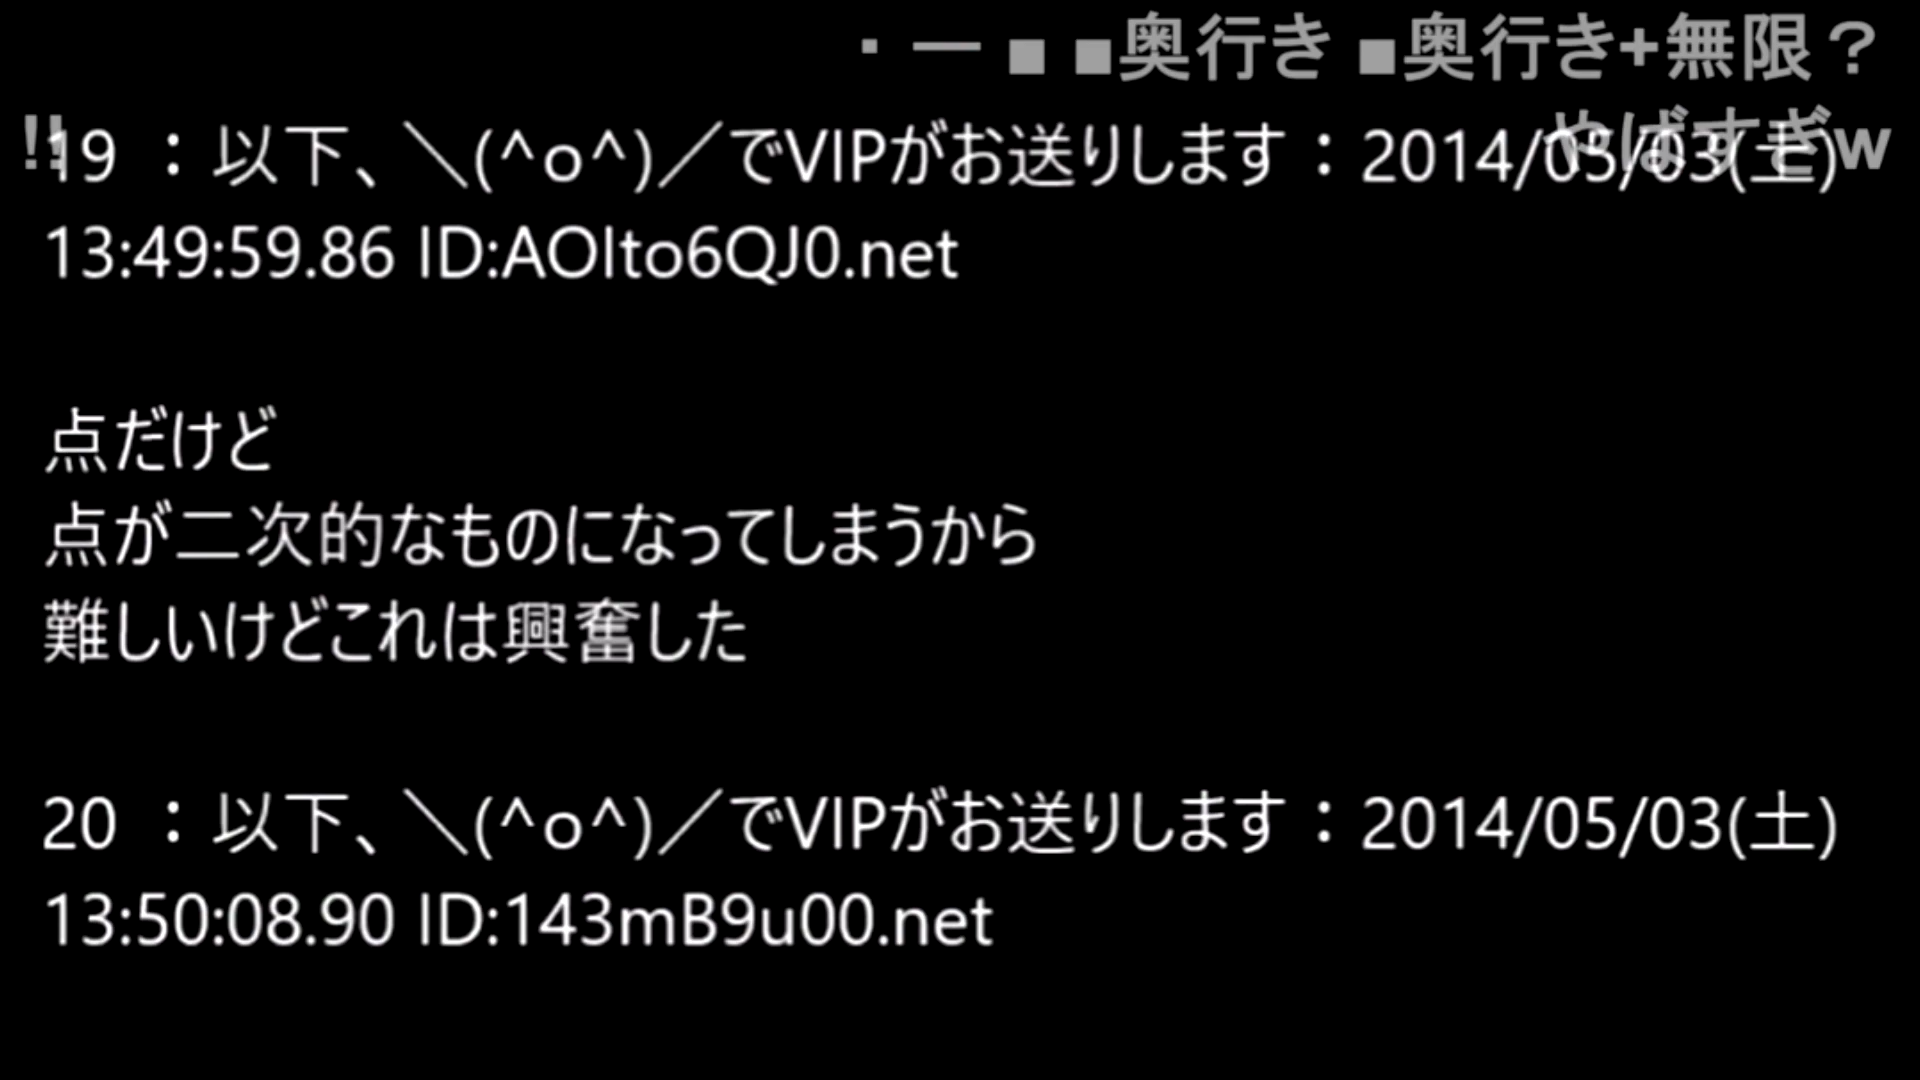 ・ ― ■ ■奥行き ■奥行き+無限？
!!
やばすぎw
19 ：以下、＼(^o^)／でVIPがお送りします：2014/05/03(土)
13:49:59.86 ID:AOIto6QJ0.net
点だけど
点が二次的なものになってしまうから
難しいけどこれは興奮した
20 ：以下、＼(^o^)／でVIPがお送りします：2014/05/03(土)
13:50:08.90 ID:143mB9u00.net